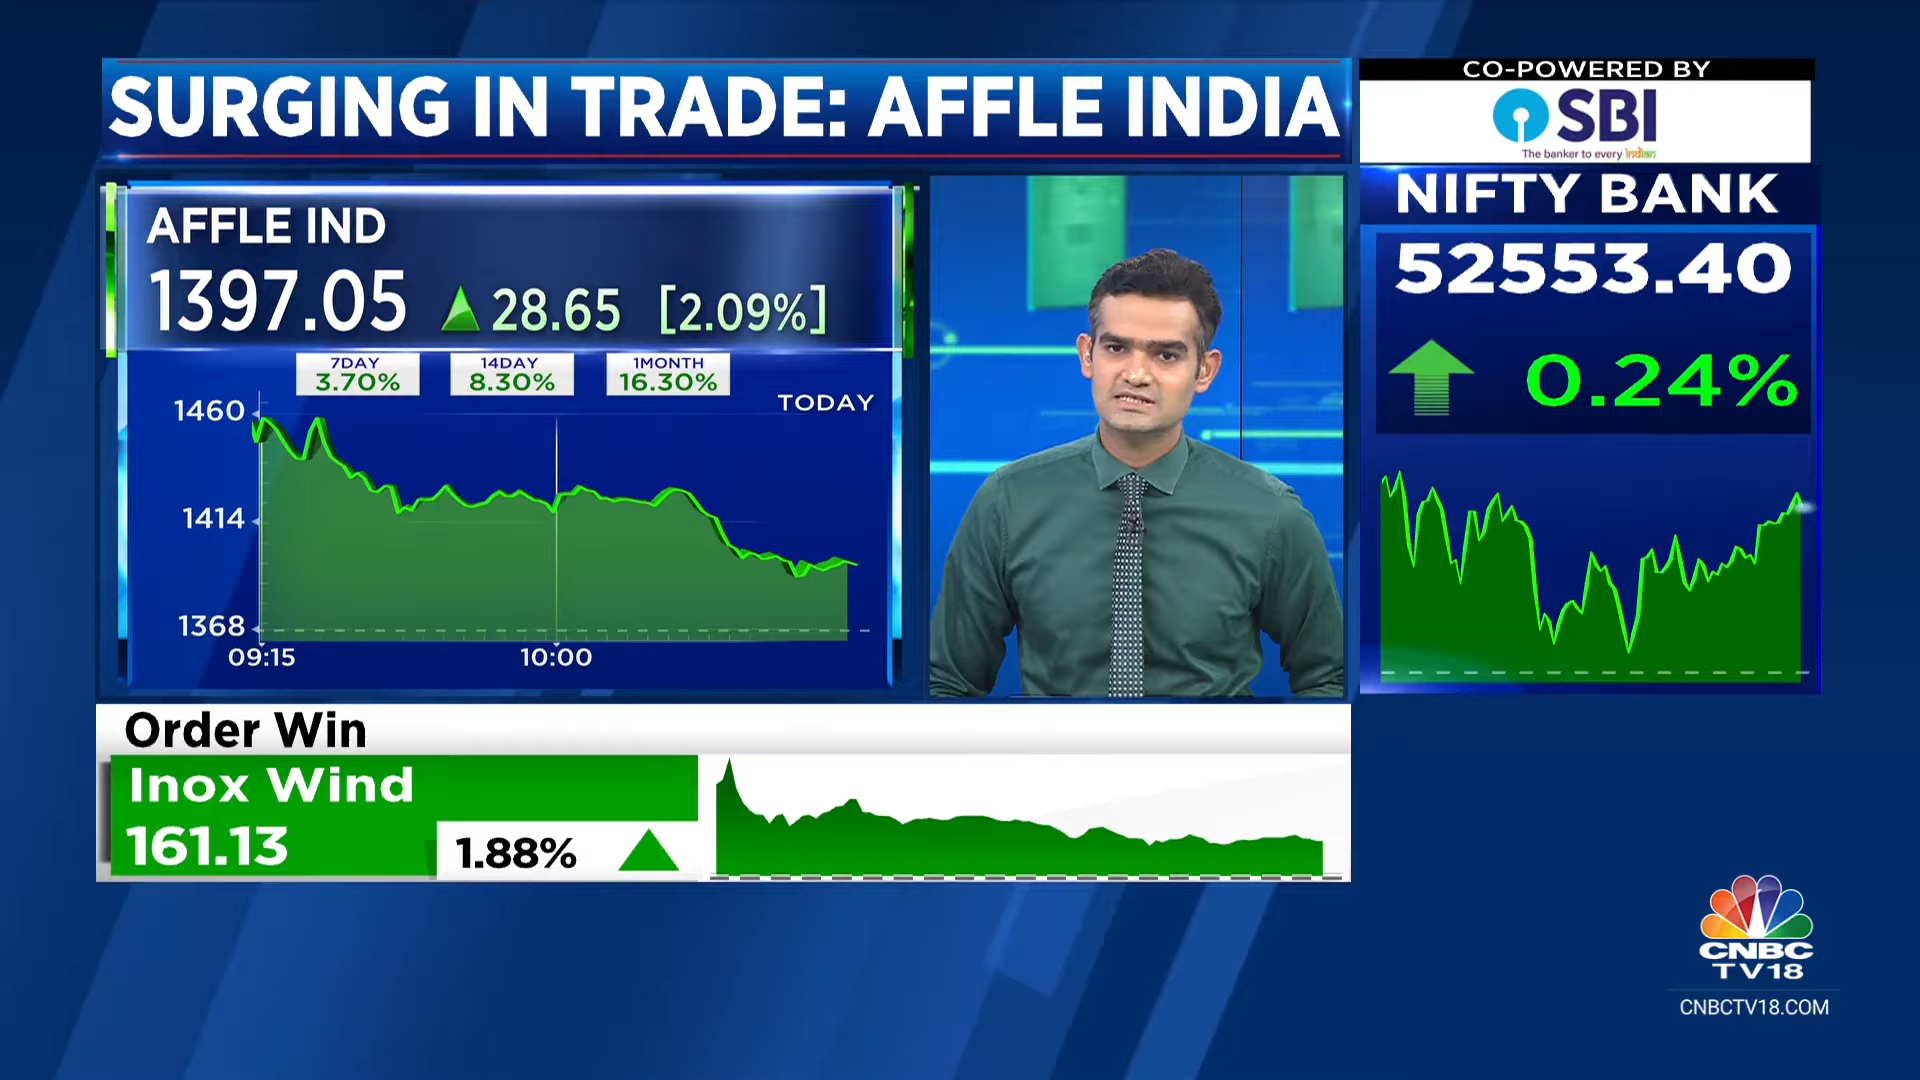 SURGING IN TRADE: AFFLE INDIA
CO-POWERED BY
SBI
The banker to every indian
AFFLE IND
1397.05 28.65 [2.09%]
7DAY
3.70%
14DAY
8.30%
1MONTH
16.30%
TODAY
1460
1414
1368
09:15 10:00
NIFTY BANK
52553.40
0.24%
Order Win
Inox Wind
161.13
1.88%
CNBC
TV18
CNBCTV18.COM